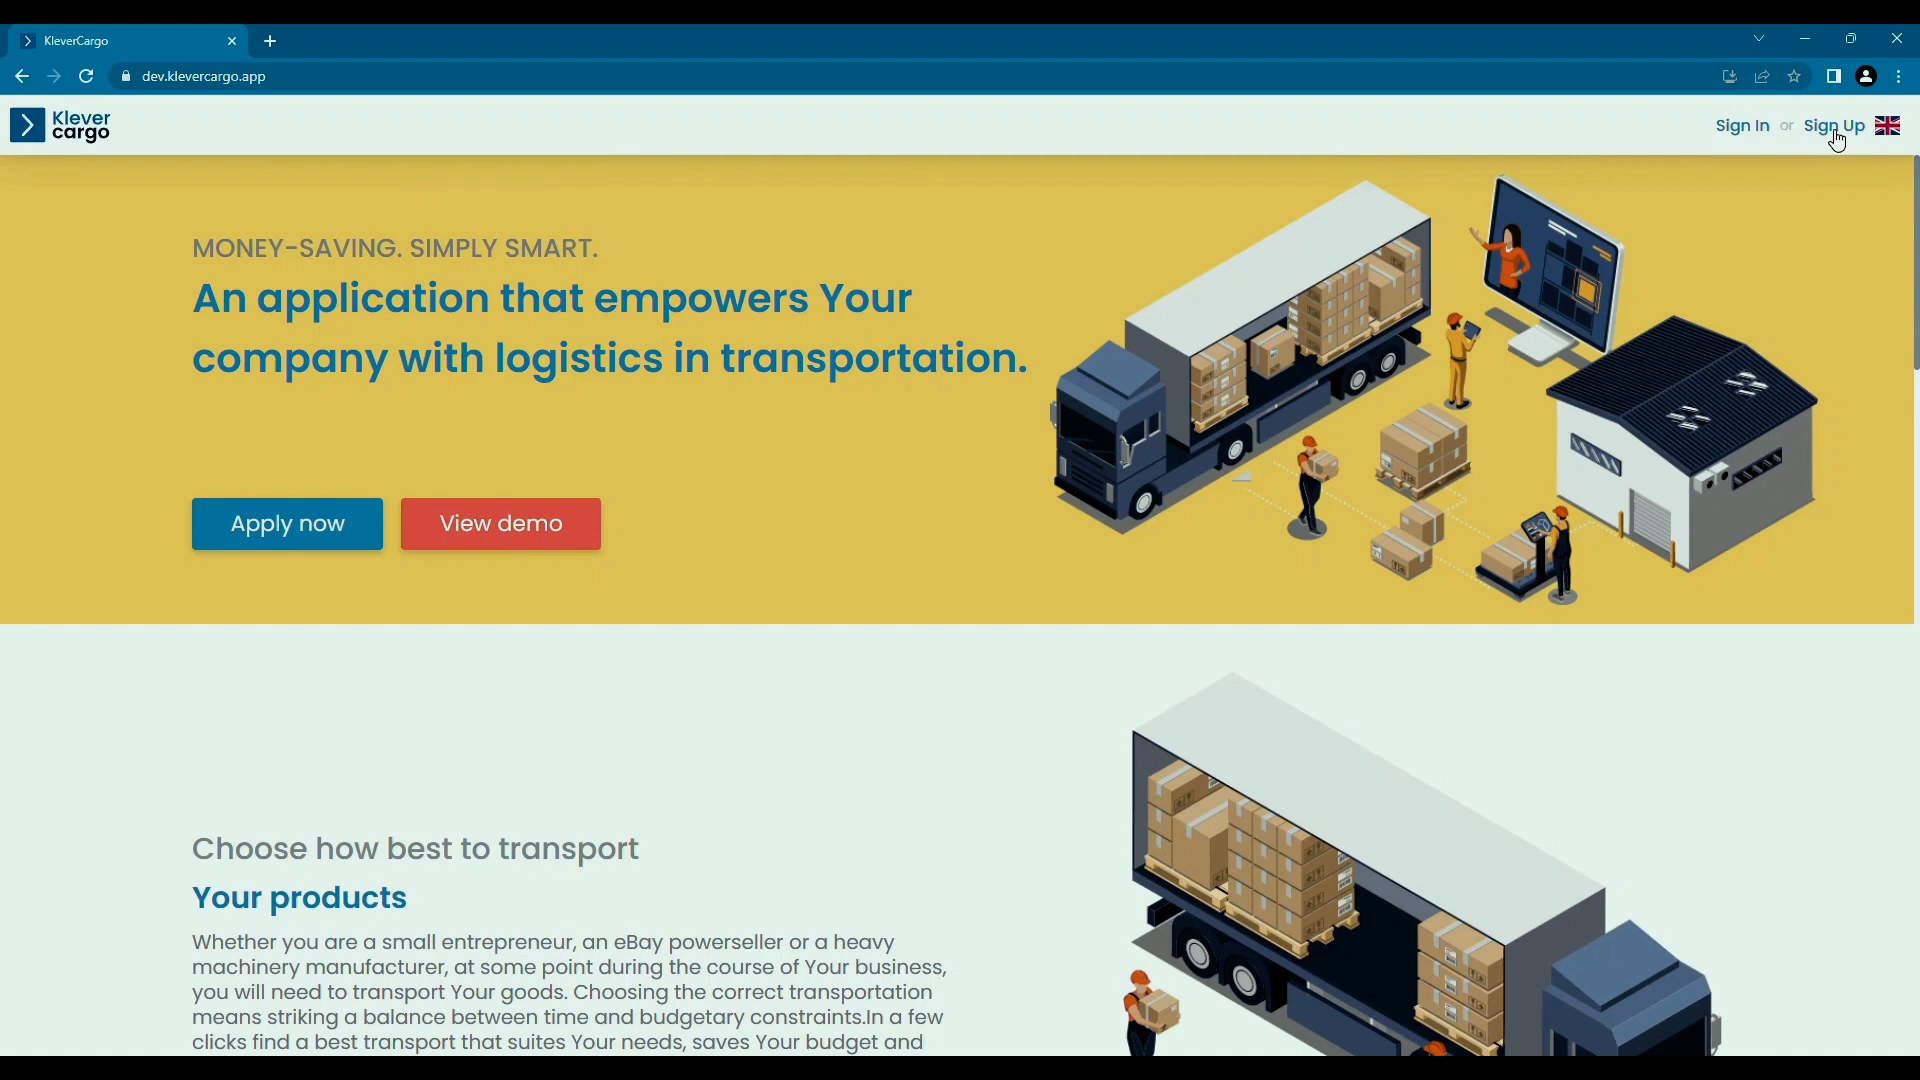 KleverCargo
dev.klevercargo.app
Klever
cargo
Sign In or Sign Up
MONEY-SAVING. SIMPLY SMART.
An application that empowers Your
company with logistics in transportation.
Apply now
View demo
Choose how best to transport
Your products
Whether you are a small entrepreneur, an eBay powerseller or a heavy
machinery manufacturer, at some point during the course of Your business,
you will need to transport Your goods. Choosing the correct transportation
means striking a balance between time and budgetary constraints.In a few
clicks find a best transport that suites Your needs, saves Your budget and